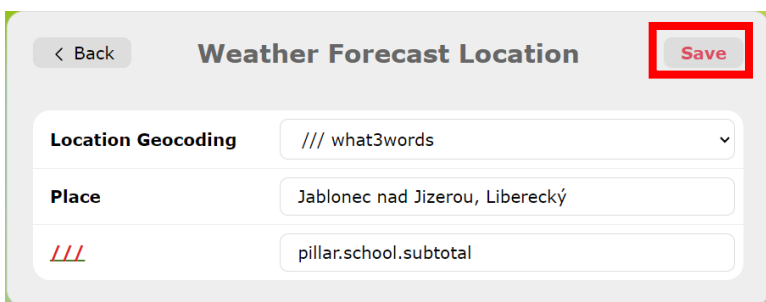 < Back Weather Forecast Location Save
Location Geocoding /// what3words
Place Jablonec nad Jizerou, Liberecký
/// pillar.school.subtotal